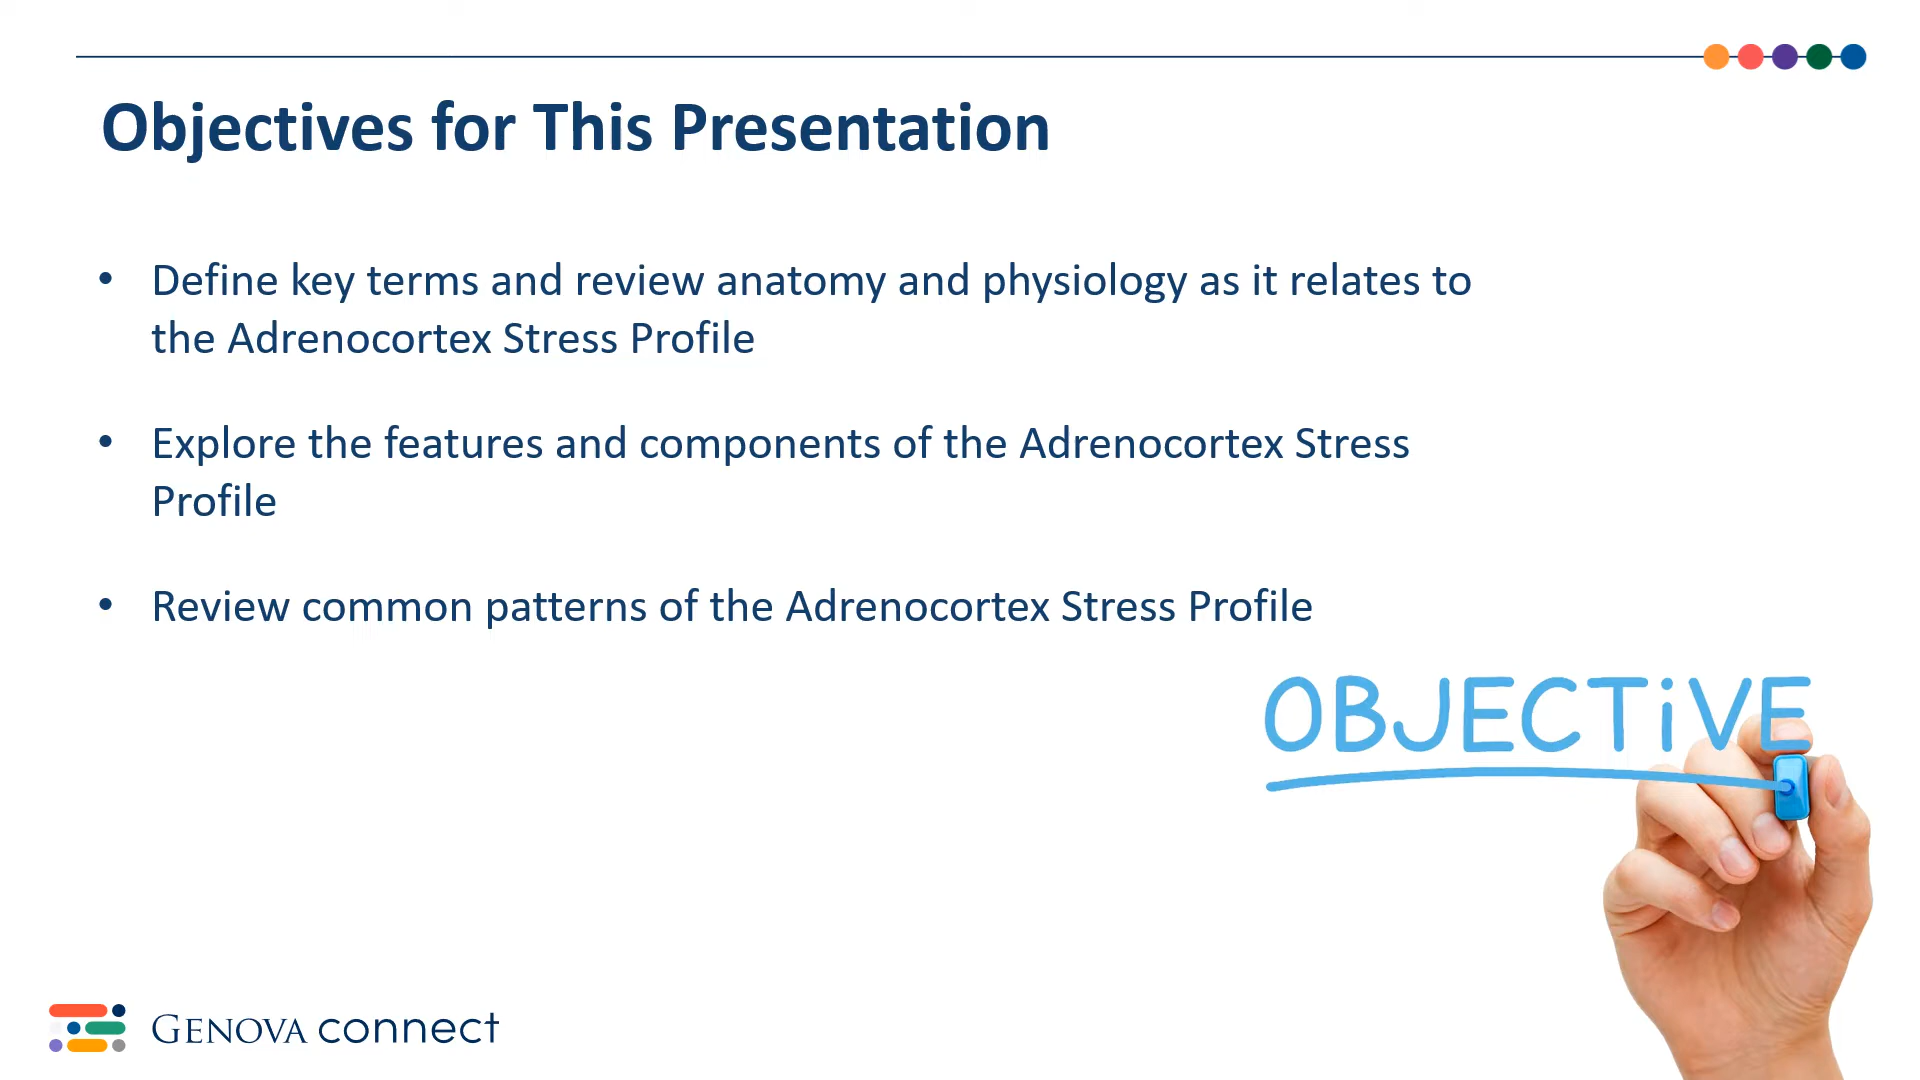 Objectives for This Presentation
• Define key terms and review anatomy and physiology as it relates to
the Adrenocortex Stress Profile
• Explore the features and components of the Adrenocortex Stress
Profile
• Review common patterns of the Adrenocortex Stress Profile
OBJECTiVE
GENOVA connect